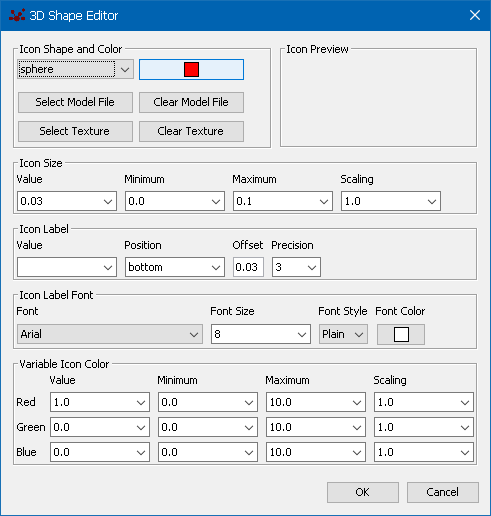 3D Shape Editor
Icon Shape and Color
Icon Preview
sphere
Select Model File Clear Model File
Select Texture Clear Texture
Icon Size
Value Minimum Maximum Scaling
0.03 0.0 0.1 1.0
Icon Label
Value Position Offset Precision
bottom 0.03 3
Icon Label Font
Font Font Size Font Style Font Color
Arial 8 Plain
Variable Icon Color
Value Minimum Maximum Scaling
Red 1.0 0.0 10.0 1.0
Green 0.0 0.0 10.0 1.0
Blue 0.0 0.0 10.0 1.0
OK Cancel